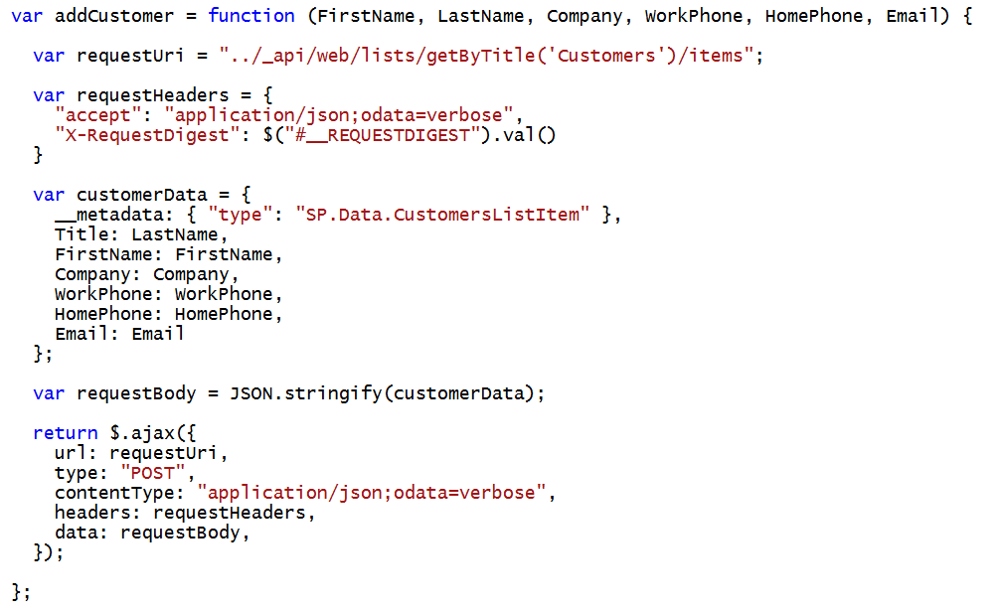 var addCustomer = function (FirstName, LastName, Company, WorkPhone, HomePhone, Email) {
var requestUri = "../_api/web/lists/getByTitle('Customers')/items";
var requestHeaders = {
"accept": "application/json;odata=verbose",
"X-RequestDigest": $("#__REQUESTDIGEST").val()
}
var customerData = {
__metadata: { "type": "SP.Data.CustomersListItem" },
Title: LastName,
FirstName: FirstName,
Company: Company,
WorkPhone: WorkPhone,
HomePhone: HomePhone,
Email: Email
};
var requestBody = JSON.stringify(customerData);
return $.ajax({
url: requestUri,
type: "POST",
contentType: "application/json;odata=verbose",
headers: requestHeaders,
data: requestBody,
});
};